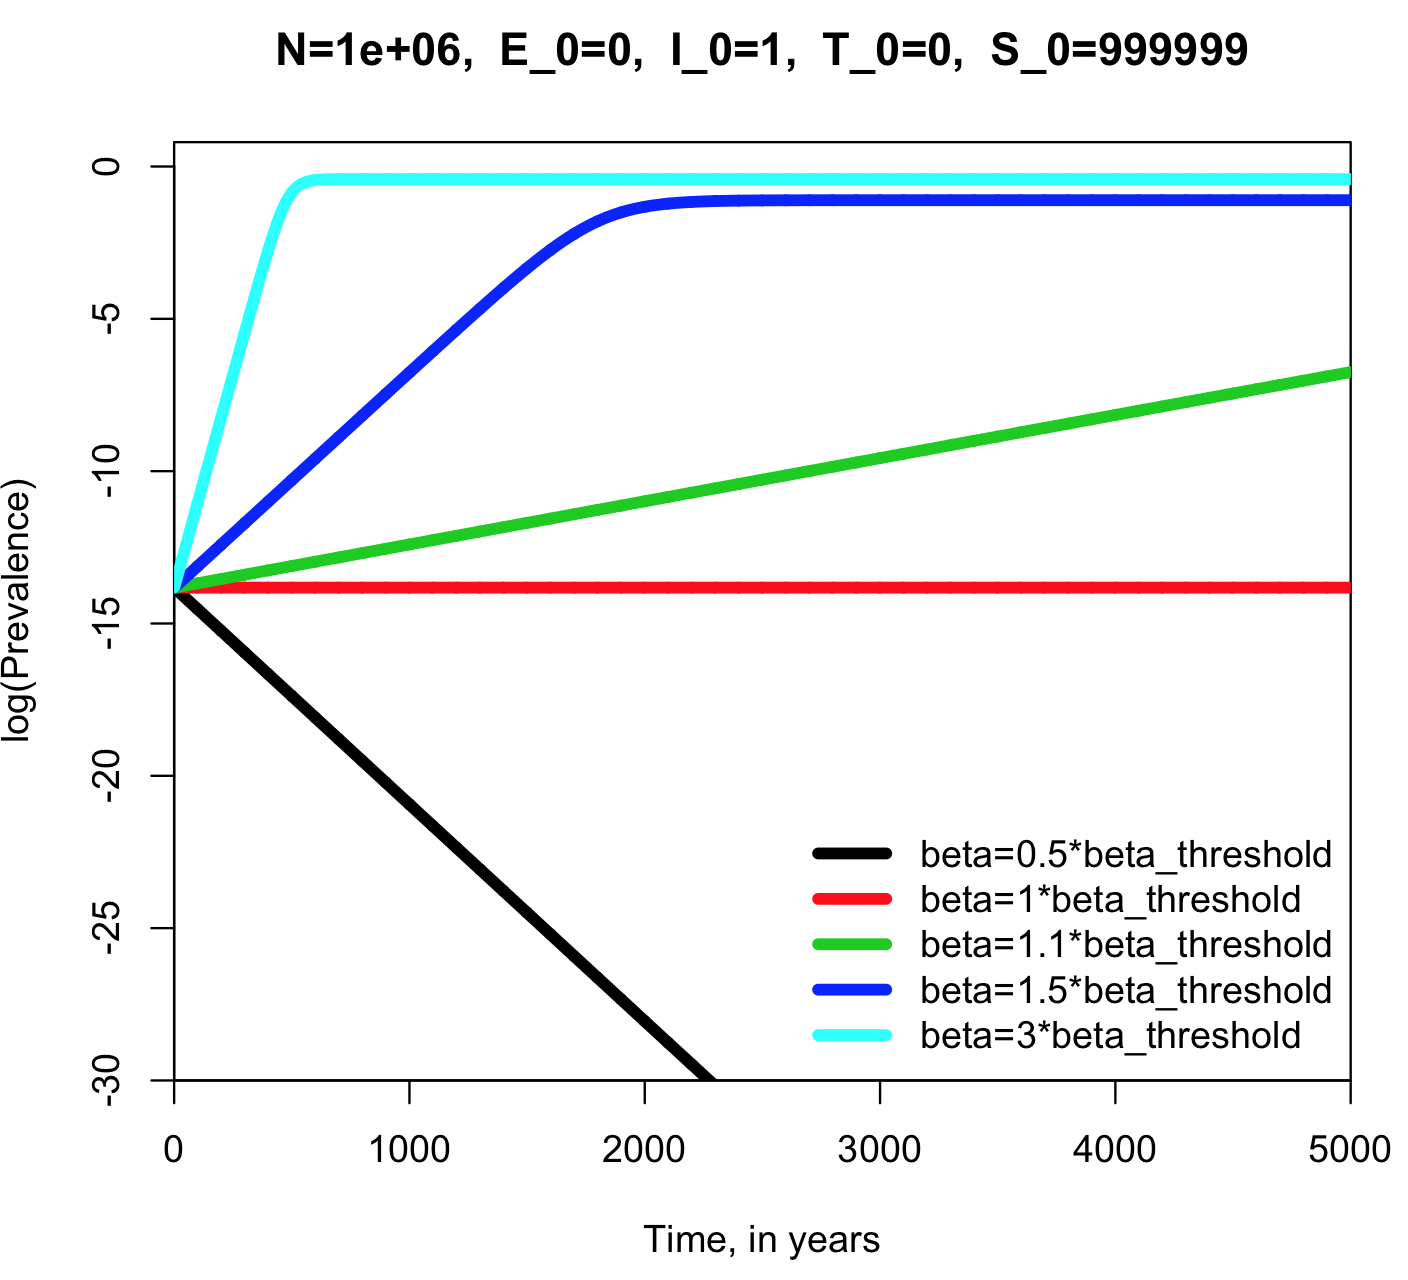 N=1e+06, E_0=0, I_0=1, T_0=0, S_0=999999
log(Prevalence)
0
-5
-10
-15
-20
-25
-30
beta=0.5*beta_threshold
beta=1*beta_threshold
beta=1.1*beta_threshold
beta=1.5*beta_threshold
beta=3*beta_threshold
0 1000 2000 3000 4000 5000
Time, in years